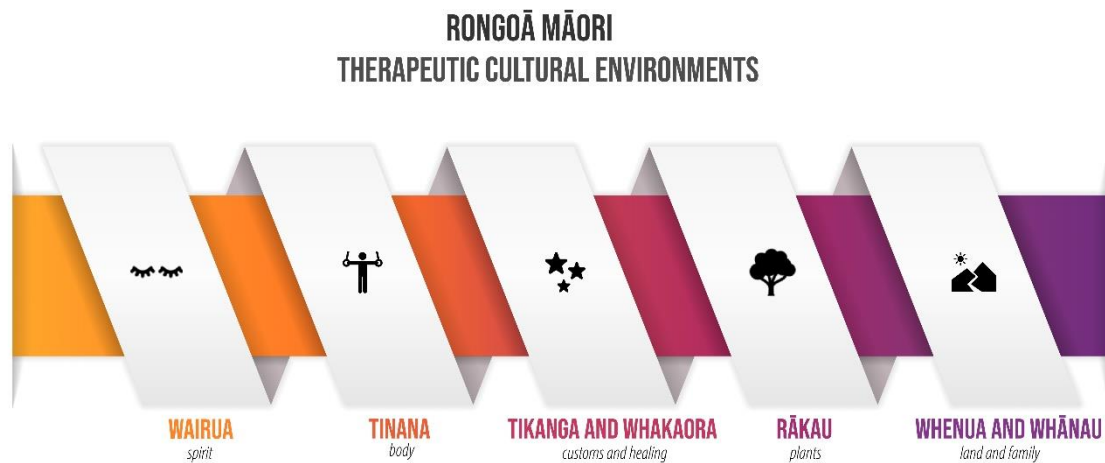 RONGOĀ MĀORI
THERAPEUTIC CULTURAL ENVIRONMENTS
WAIRUA
spirit
TINANA
body
TIKANGA AND WHAKAORA
customs and healing
RĀKAU
plants
WHENUA AND WHĀNAU
land and family